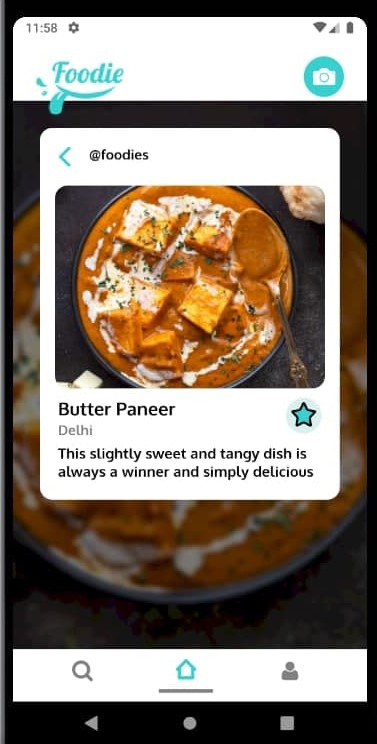 11:58
Foodie
@foodies
Butter Paneer
Delhi
This slightly sweet and tangy dish is
always a winner and simply delicious